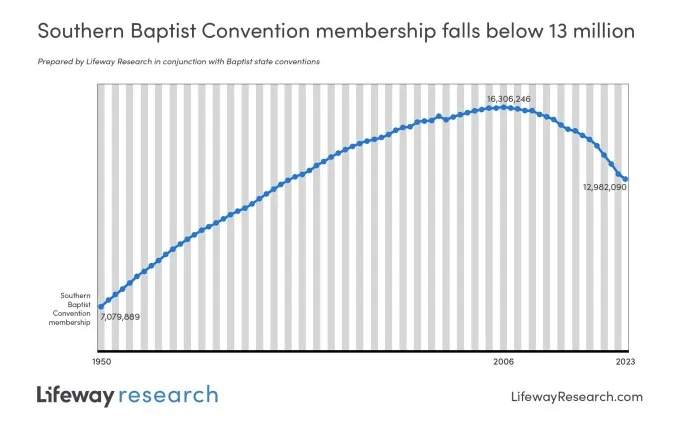 Southern Baptist Convention membership falls below 13 million
Prepared by Lifeway Research in conjunction with Baptist state conventions
16,306,246
12,982,090
Southern
Baptist
Convention
membership
7,079,889
1950
2006
2023
Lifeway research
LifewayResearch.com